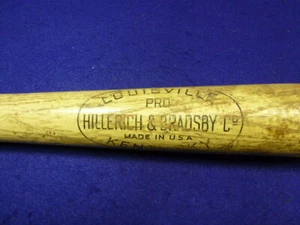 LOUISVILLE
PRO
HILLERICH & BRADSBY Cº
MADE IN U.S.A.
KENTUCKY